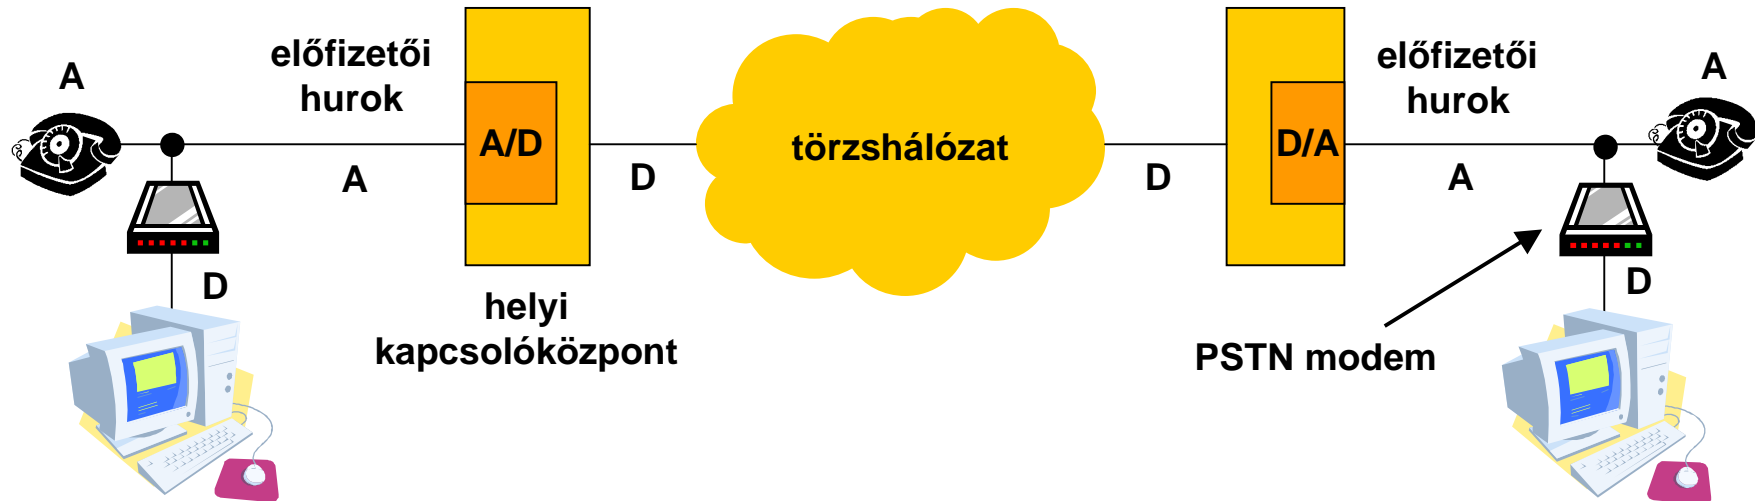 A
előfizetői
hurok
A
A/D
D
D
helyi
kapcsolóközpont
törzshálózat
D
D/A
előfizetői
hurok
A
A
D
PSTN modem